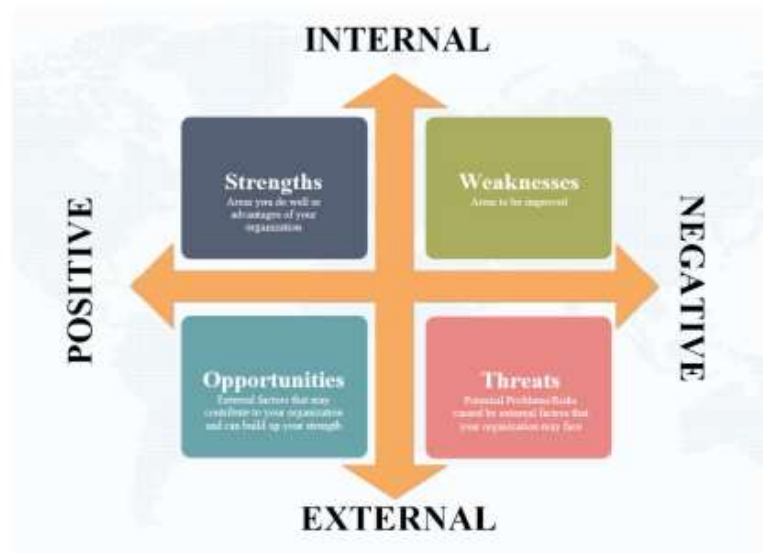 INTERNAL
POSITIVE
Strengths
Areas you do well or
advantages of your
organization
Weaknesses
Areas to be improved
NEGATIVE
Opportunities
External factors that may
contribute to your organization
and can build up your strength
Threats
Potential Problems/Risks
caused by external factors that
your organization may face
EXTERNAL